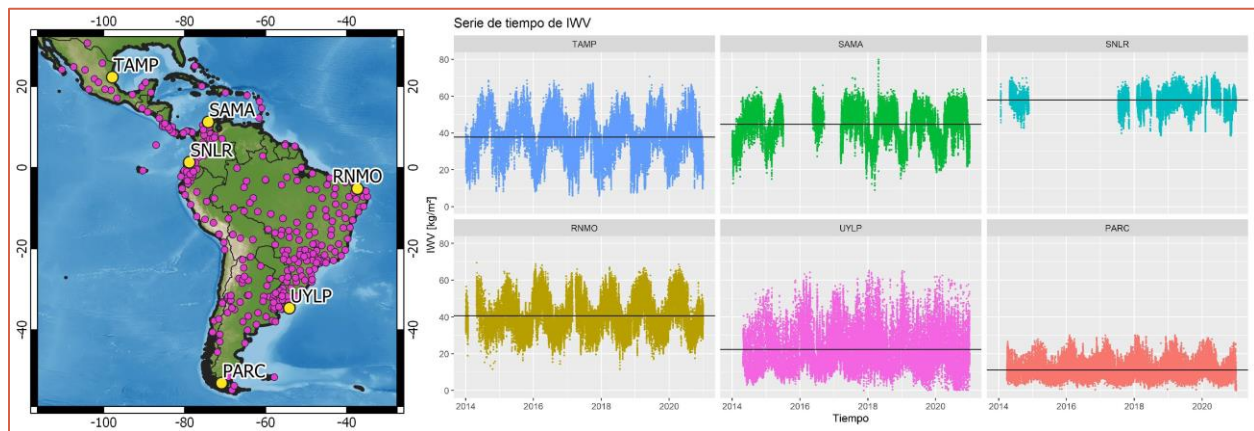 -100 -80 -60 -40
TAMP
SAMA
SNLR
RNMO
UYLP
PARC
20
0
-20
-40
20
0
-20
-40
-100 -80 -60 -40
Serie de tiempo de IWV
TAMP SAMA SNLR
80
60
40
20
0
IWV [kg/m²]
RNMO UYLP PARC
80
60
40
20
0
2014 2016 2018 2020 2014 2016 2018 2020 2014 2016 2018 2020
Tiempo